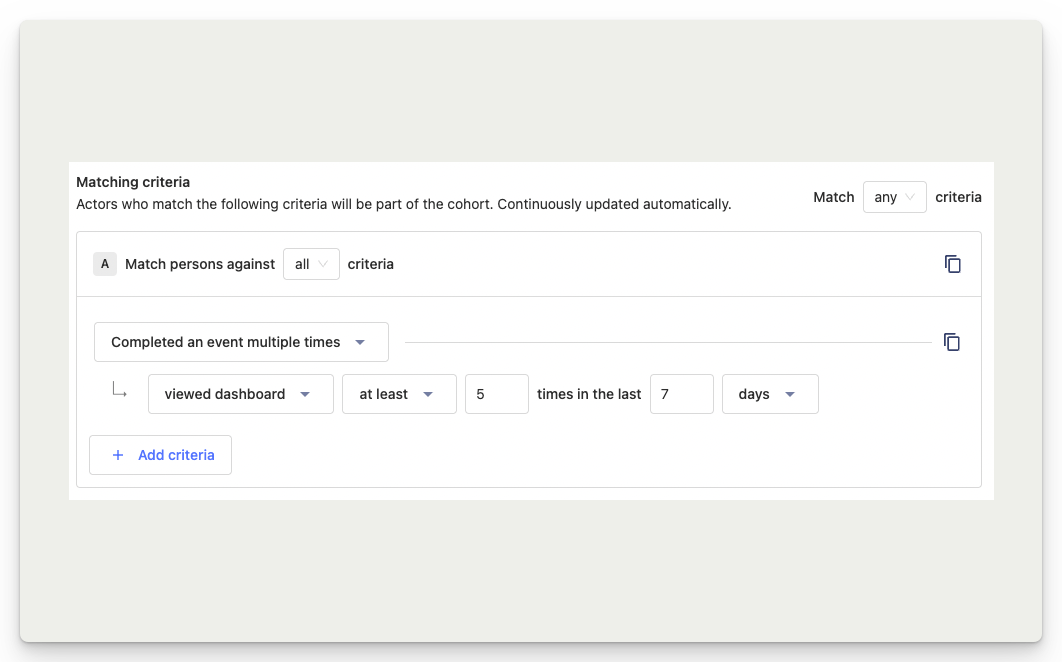 Matching criteria
Actors who match the following criteria will be part of the cohort. Continuously updated automatically.
Match any criteria
A Match persons against all criteria
Completed an event multiple times
viewed dashboard at least 5 times in the last 7 days
+ Add criteria